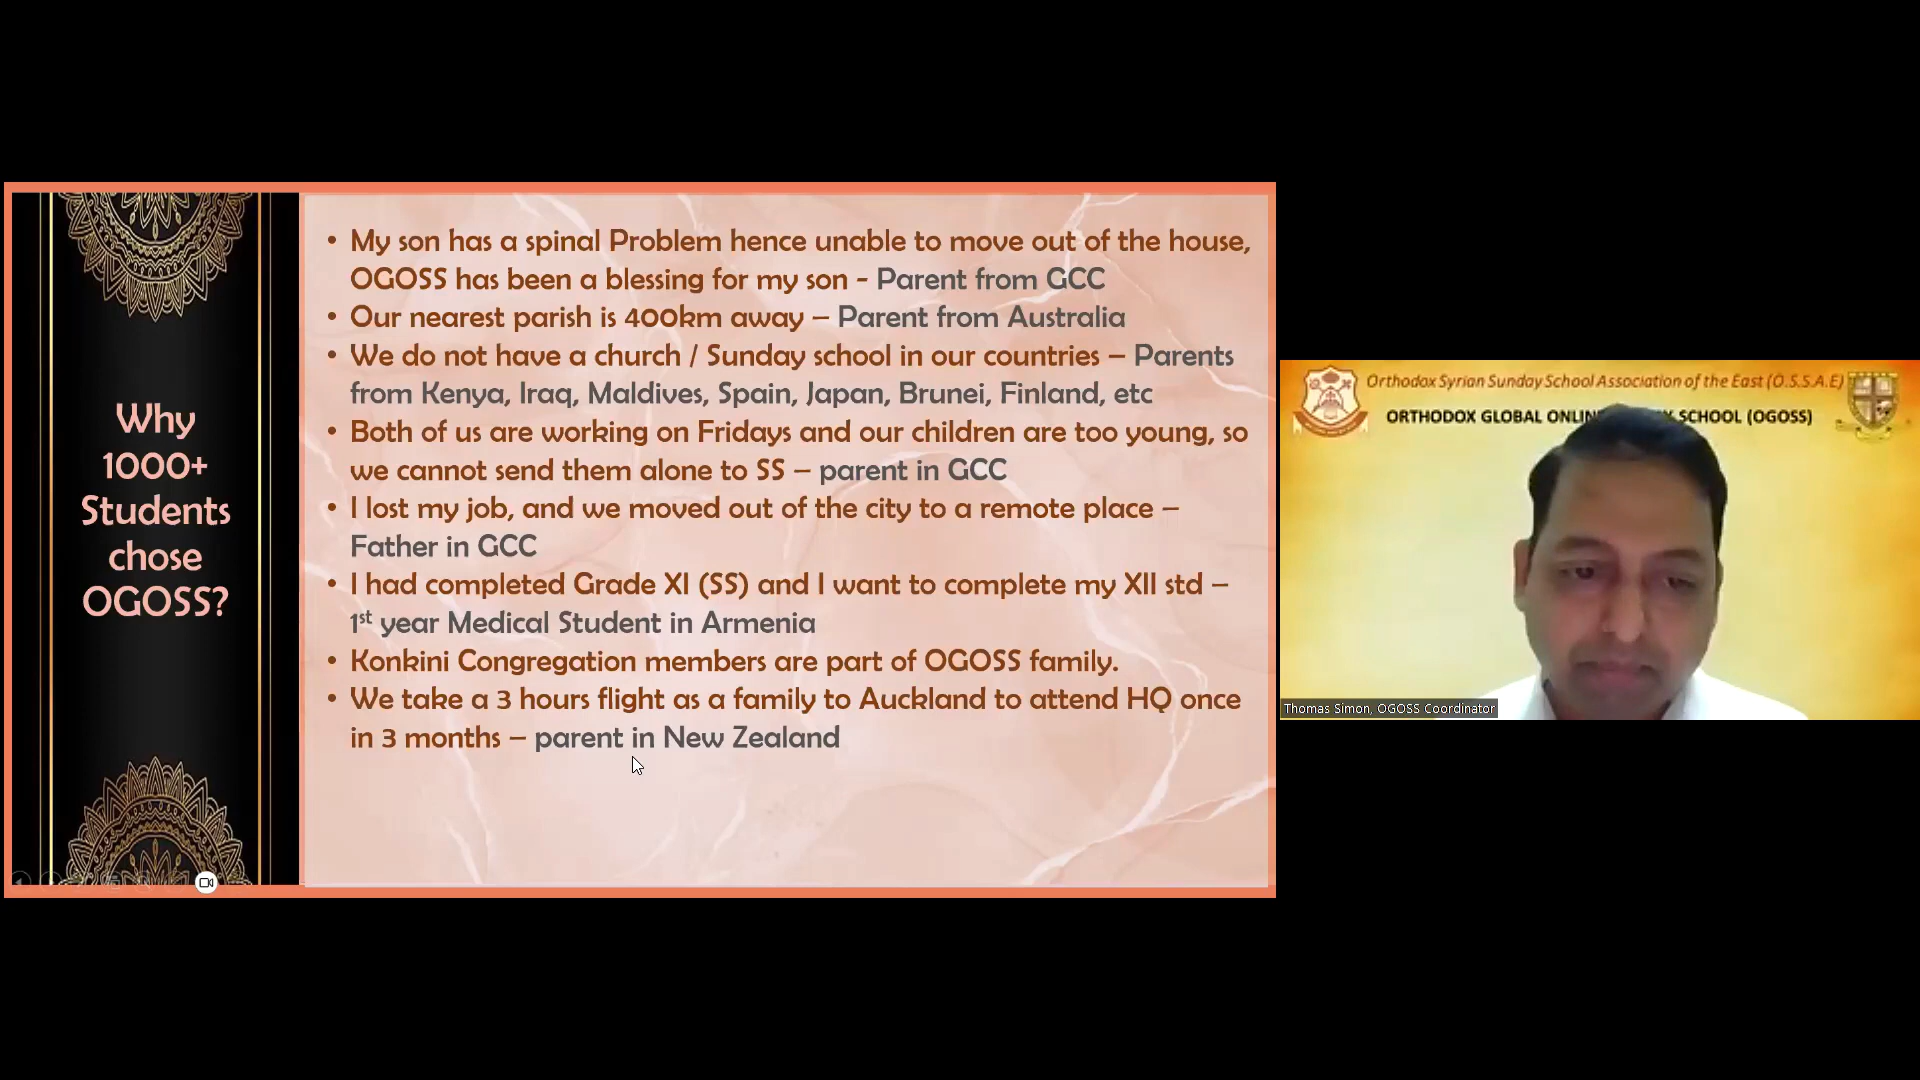 Why
1000+
Students
chose
OGOSS?
• My son has a spinal Problem hence unable to move out of the house,
OGOSS has been a blessing for my son - Parent from GCC
• Our nearest parish is 400km away – Parent from Australia
• We do not have a church / Sunday school in our countries – Parents
from Kenya, Iraq, Maldives, Spain, Japan, Brunei, Finland, etc
• Both of us are working on Fridays and our children are too young, so
we cannot send them alone to SS – parent in GCC
• I lost my job, and we moved out of the city to a remote place –
Father in GCC
• I had completed Grade XI (SS) and I want to complete my XII std –
1st year Medical Student in Armenia
• Konkini Congregation members are part of OGOSS family.
• We take a 3 hours flight as a family to Auckland to attend HQ once
in 3 months – parent in New Zealand
Orthodox Syrian Sunday School Association of the East (O.S.S.A.E)
ORTHODOX GLOBAL ONLIN SCHOOL (OGOSS)
Thomas Simon, OGOSS Coordinator